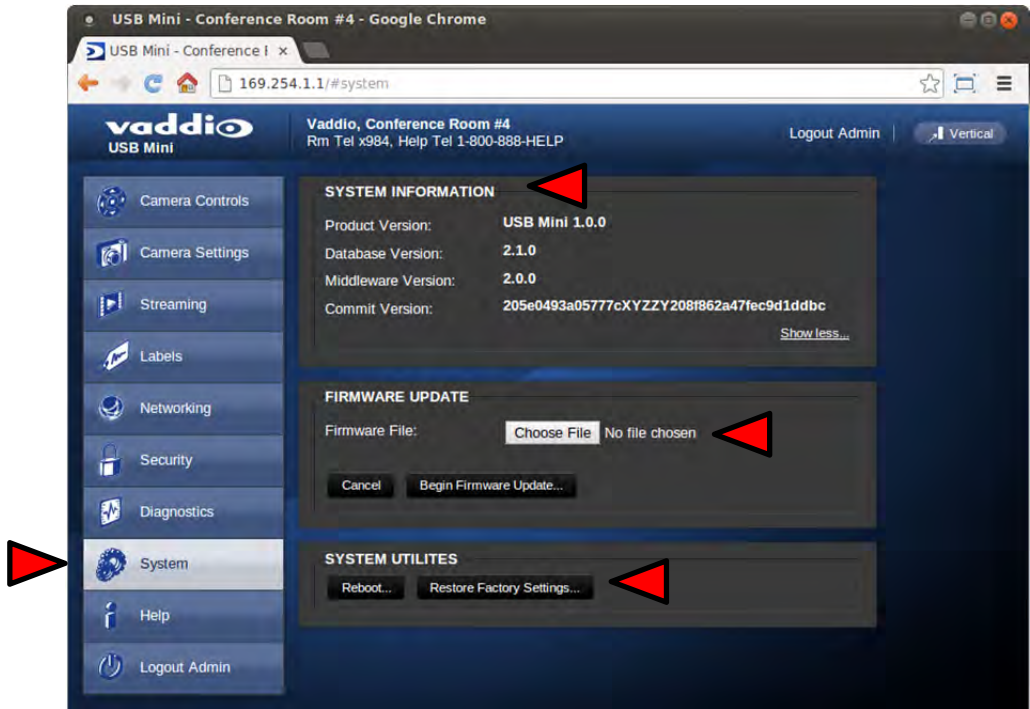 USB Mini - Conference Room #4 - Google Chrome
USB Mini - Conference I
169.254.1.1/#system
vaddio
USB Mini
Vaddio, Conference Room #4
Rm Tel x984, Help Tel 1-800-888-HELP
Logout Admin
Vertical
Camera Controls
Camera Settings
Streaming
Labels
Networking
Security
Diagnostics
System
Help
Logout Admin
SYSTEM INFORMATION
Product Version: USB Mini 1.0.0
Database Version: 2.1.0
Middleware Version: 2.0.0
Commit Version: 205e0493a05777cXYZZY208f862a47fec9d1ddbc
Show less...
FIRMWARE UPDATE
Firmware File: Choose File No file chosen
Cancel Begin Firmware Update...
SYSTEM UTILITES
Reboot... Restore Factory Settings...